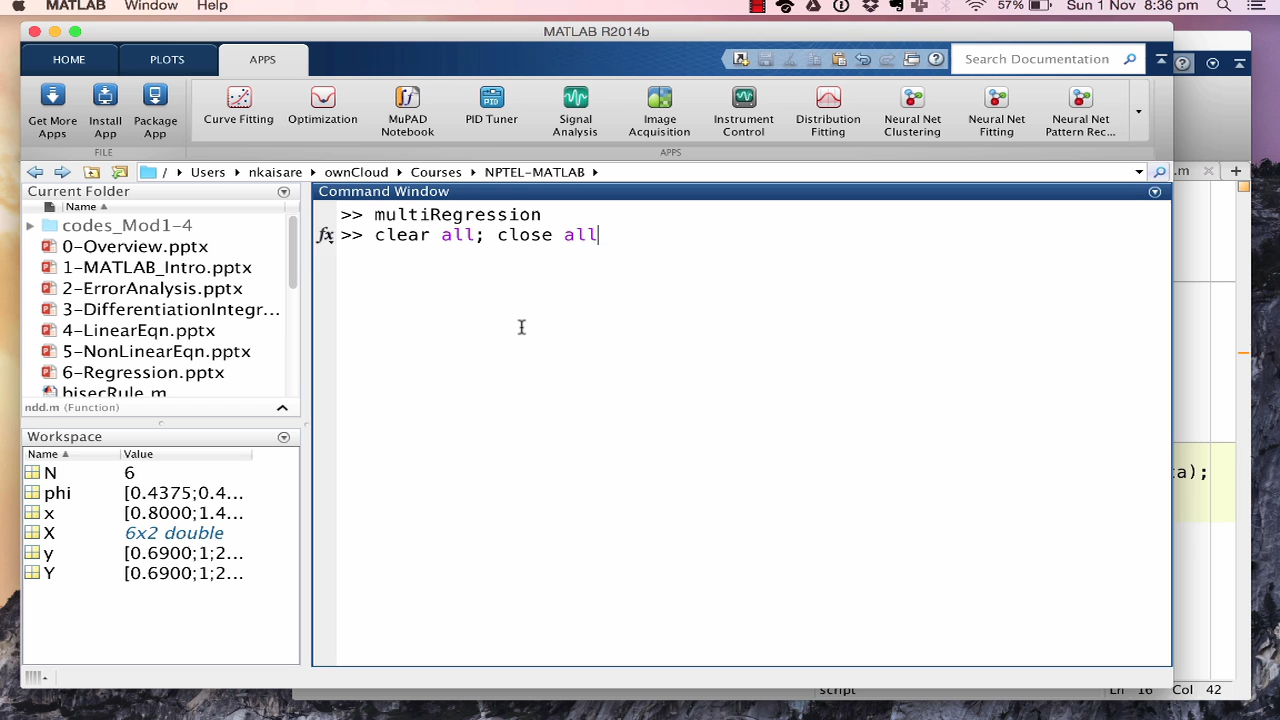 MATLAB Window Help 57% Sun 1 Nov 8:36 pm
MATLAB R2014b
HOME PLOTS APPS Search Documentation
Get More Apps
Install App
Package App
Curve Fitting
Optimization
MuPAD Notebook
PID Tuner
Signal Analysis
Image Acquisition
Instrument Control
Distribution Fitting
Neural Net Clustering
Neural Net Fitting
Neural Net Pattern Rec...
FILE APPS
/ Users nkaisare ownCloud Courses NPTEL-MATLAB
.m
Current Folder
Name
codes_Mod1-4
0-Overview.pptx
1-MATLAB_Intro.pptx
2-ErrorAnalysis.pptx
3-DifferentiationIntegr...
4-LinearEqn.pptx
5-NonLinearEqn.pptx
6-Regression.pptx
bisecRule.m
ndd.m (Function)
Workspace
Name Value
N 6
phi [0.4375;0.4...
x [0.8000;1.4...
X 6x2 double
y [0.6900;1;2...
Y [0.6900;1;2...
Command Window
>> multiRegression
fx >> clear all; close all
ta);
script Ln 16 Col 42